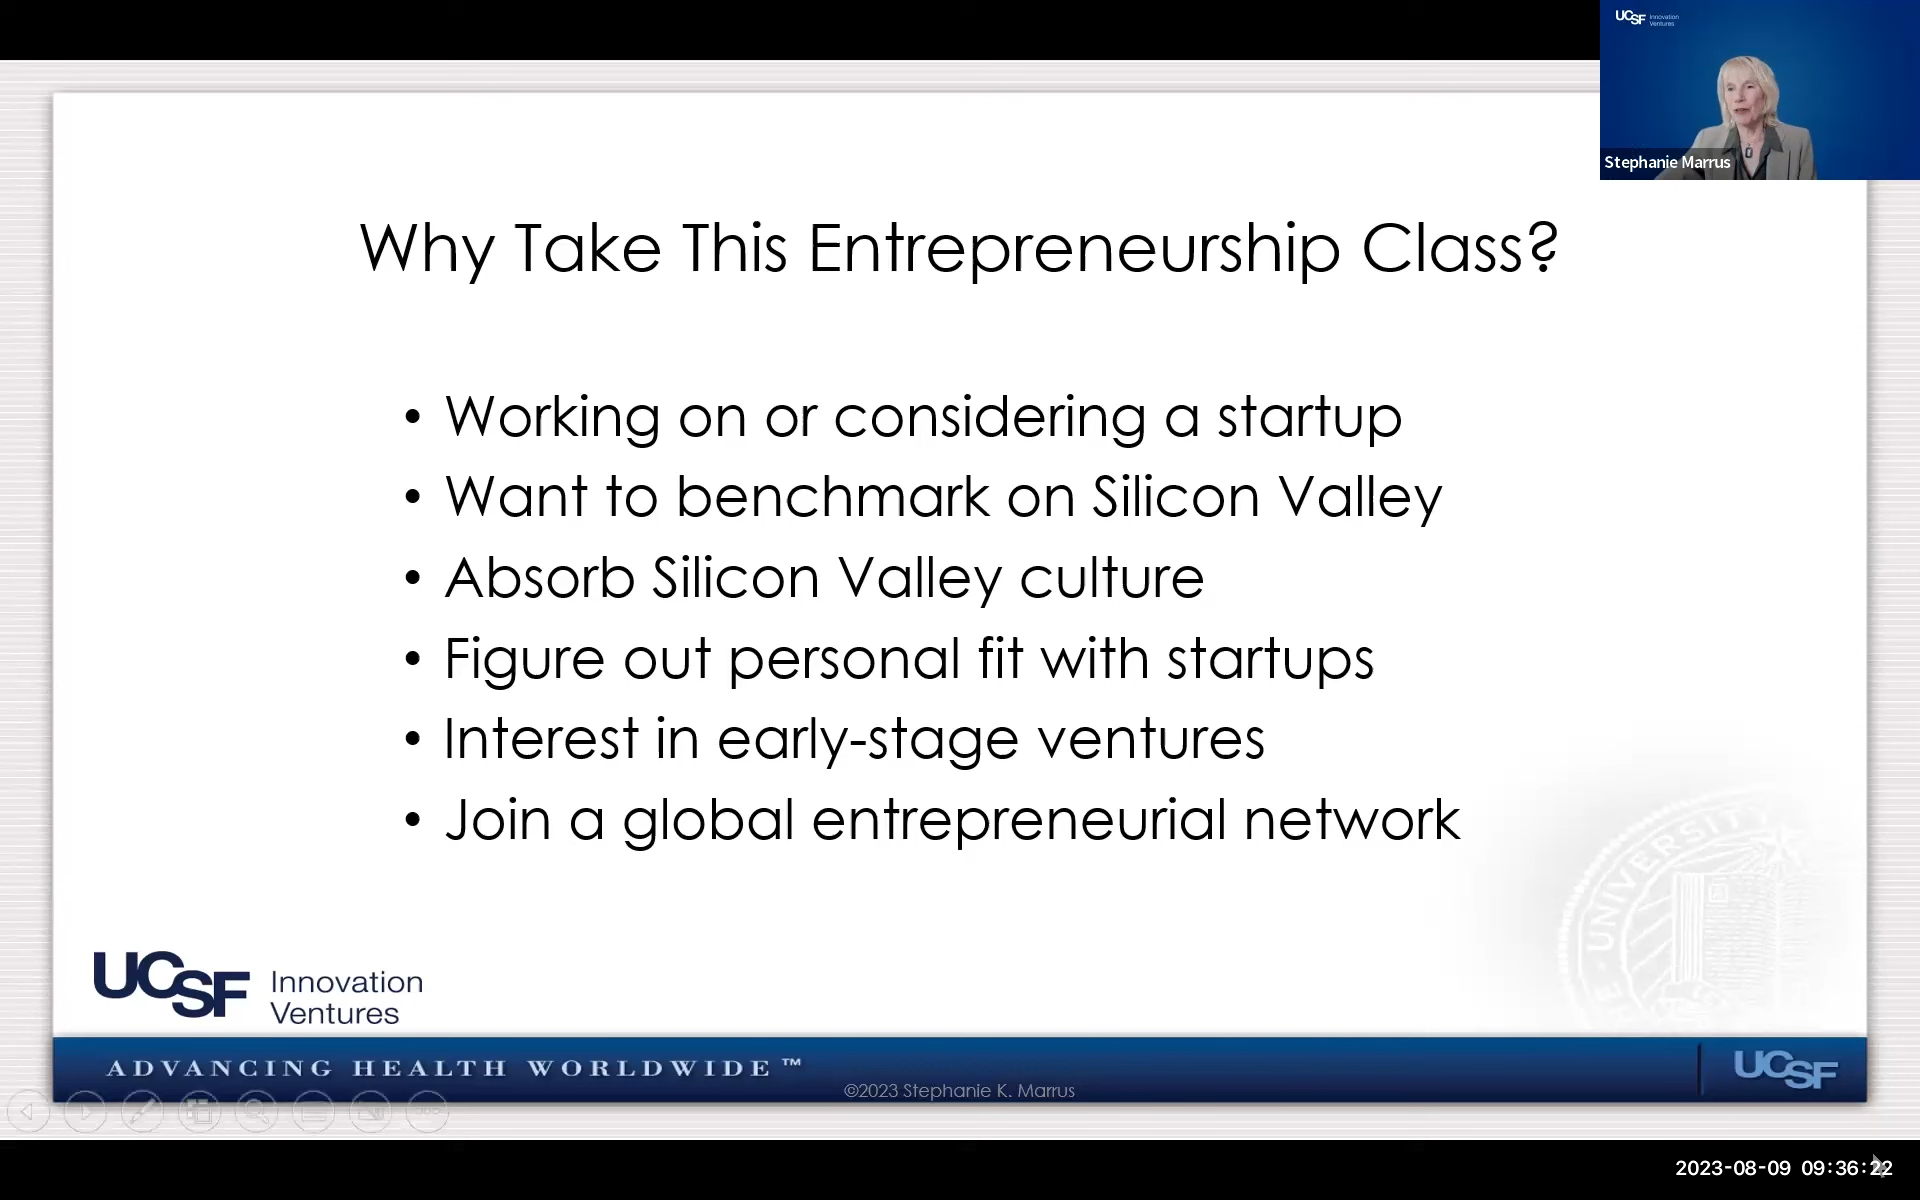 UCSF Innovation
Ventures
Stephanie Marrus
Why Take This Entrepreneurship Class?
• Working on or considering a startup
• Want to benchmark on Silicon Valley
• Absorb Silicon Valley culture
• Figure out personal fit with startups
• Interest in early-stage ventures
• Join a global entrepreneurial network
UNIVERSITY
UCSF Innovation
Ventures
ADVANCING HEALTH WORLDWIDE™
UCSF
©2023 Stephanie K. Marrus
2023-08-09 09:36:22